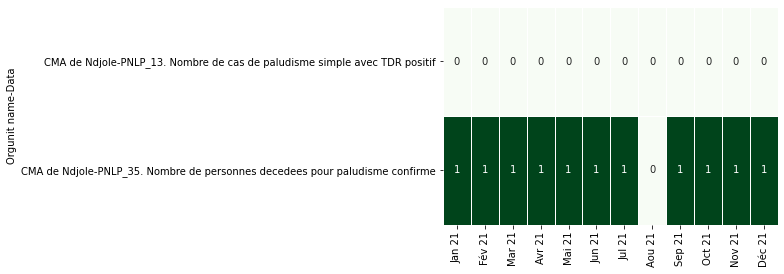 Orgunit name-Data
CMA de Ndjole-PNLP_13. Nombre de cas de paludisme simple avec TDR positif
0 0 0 0 0 0 0 0 0 0 0 0
CMA de Ndjole-PNLP_35. Nombre de personnes decedees pour paludisme confirme
1 1 1 1 1 1 1 0 1 1 1 1
Jan 21
Fév 21
Mar 21
Avr 21
Mai 21
Jun 21
Jul 21
Aou 21
Sep 21
Oct 21
Nov 21
Déc 21